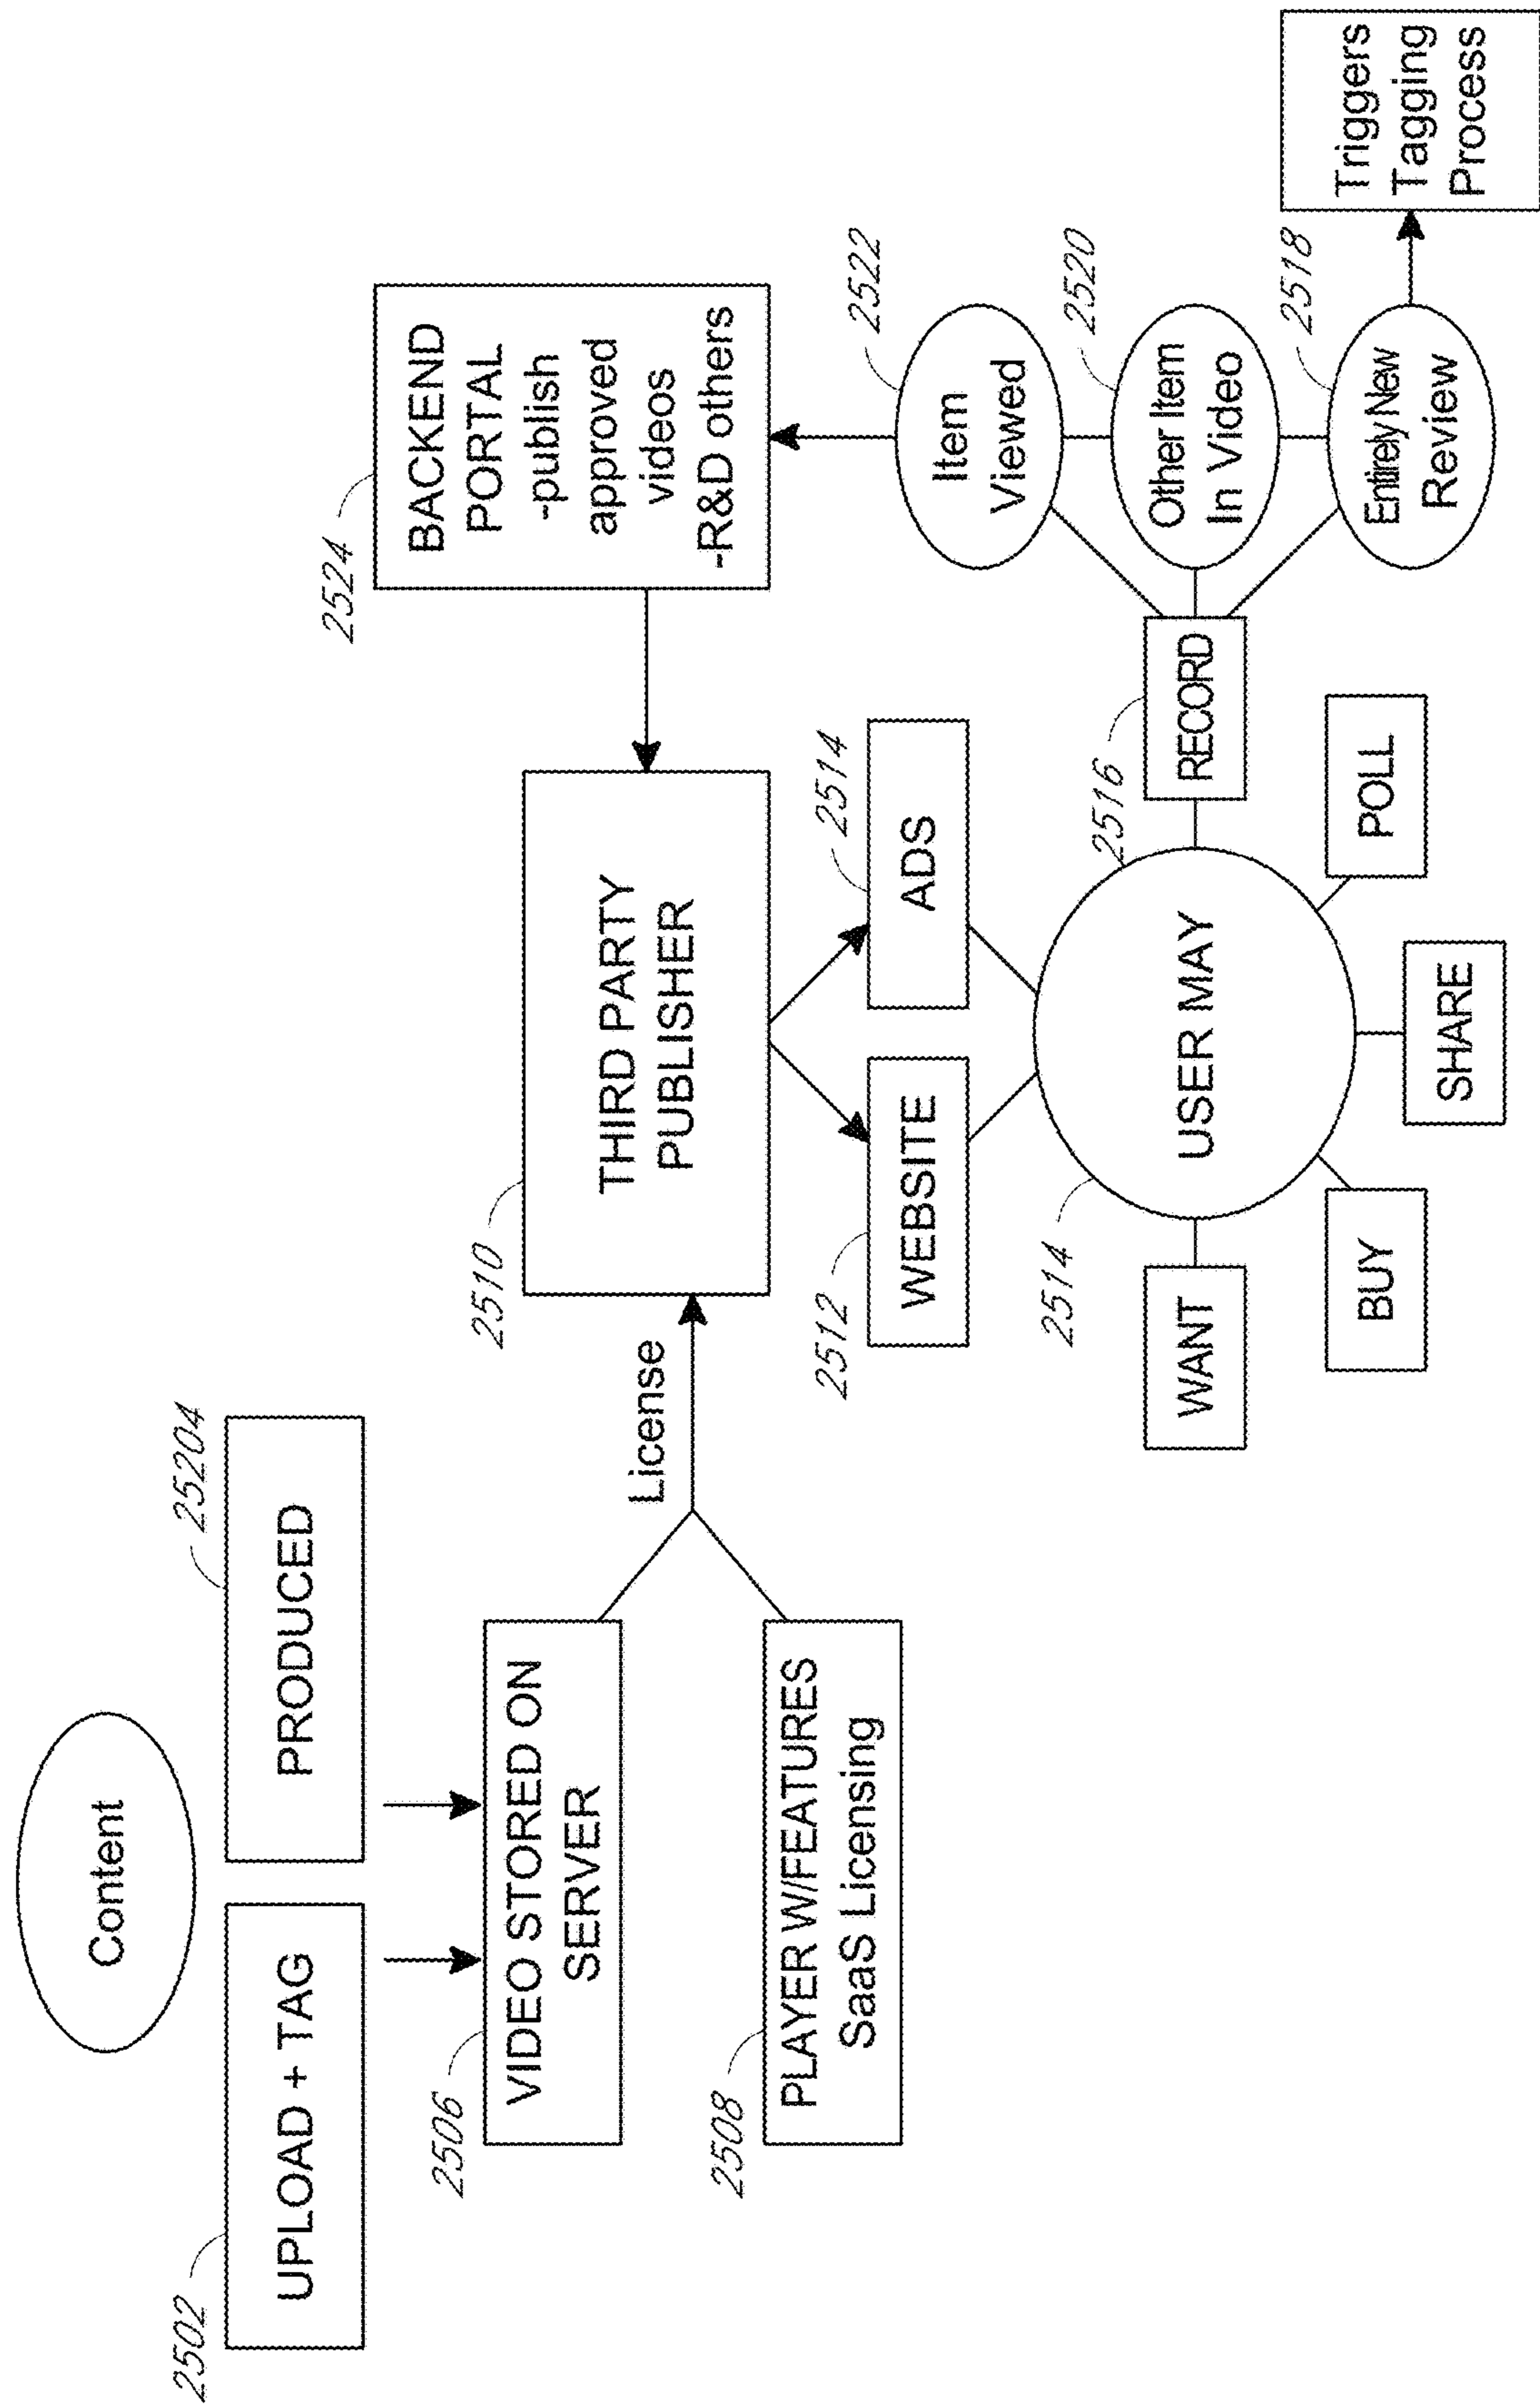 Content
2502
UPLOAD + TAG
25204
PRODUCED
2506
VIDEO STORED ON
SERVER
2508
PLAYER W/FEATURES
SaaS Licensing
License
2510
THIRD PARTY
PUBLISHER
2524
BACKEND
PORTAL
-publish
approved
videos
-R&D others
2512
WEBSITE
2514
ADS
2514
USER MAY
WANT
BUY
SHARE
POLL
2516
RECORD
2522
Item
Viewed
2520
Other Item
In Video
2518
Entirely New
Review
Triggers
Tagging
Process